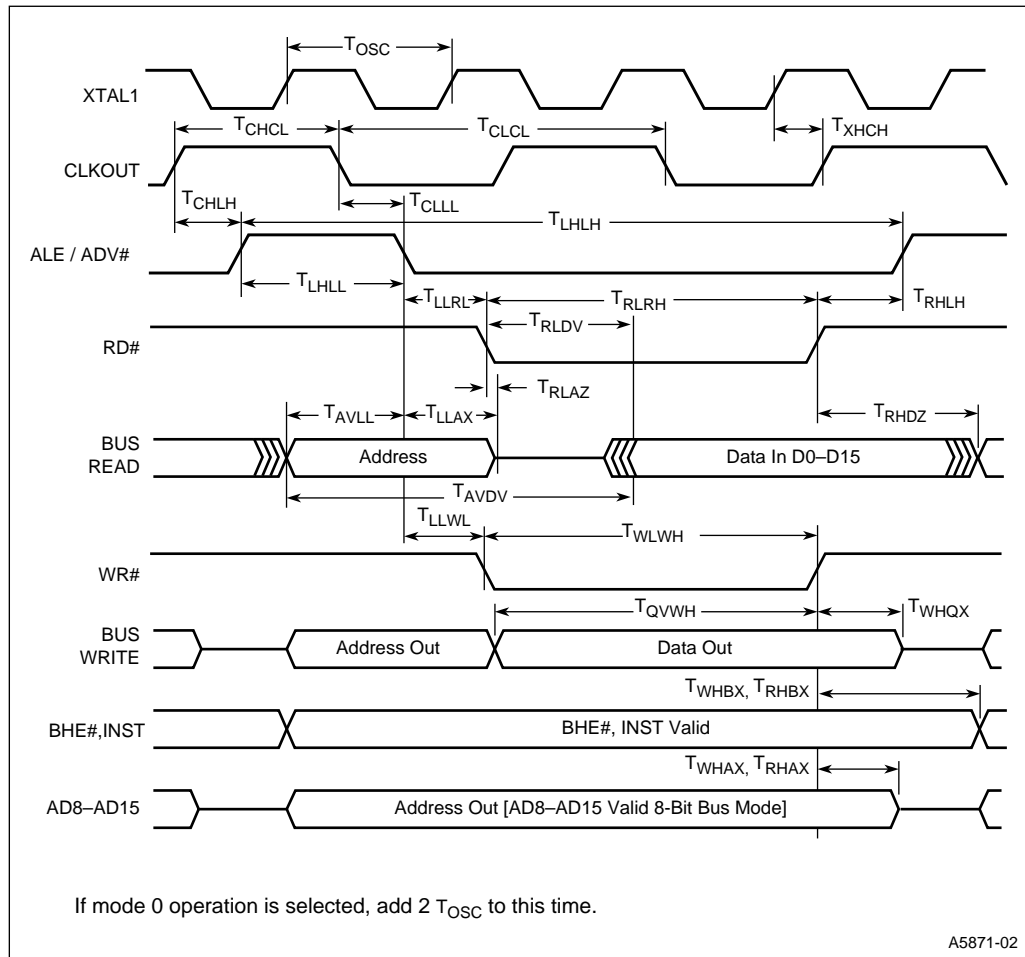 TOSC
XTAL1
TCHCL
TCLCL
TXHCH
CLKOUT
TCHLH
TCLLL
TLHLH
ALE / ADV#
TLHLL
TLLRL
TRLRH
TRHLH
TRLDV
RD#
TRLAZ
TAVLL
TLLAX
TRHDZ
BUS
READ
Address
Data In D0–D15
TAVDV
TLLWL
TWLWH
WR#
TQVWH
TWHQX
BUS
WRITE
Address Out
Data Out
TWHBX, TRHBX
BHE#,INST
BHE#, INST Valid
TWHAX, TRHAX
AD8–AD15
Address Out [AD8–AD15 Valid 8-Bit Bus Mode]
If mode 0 operation is selected, add 2 TOSC to this time.
A5871-02